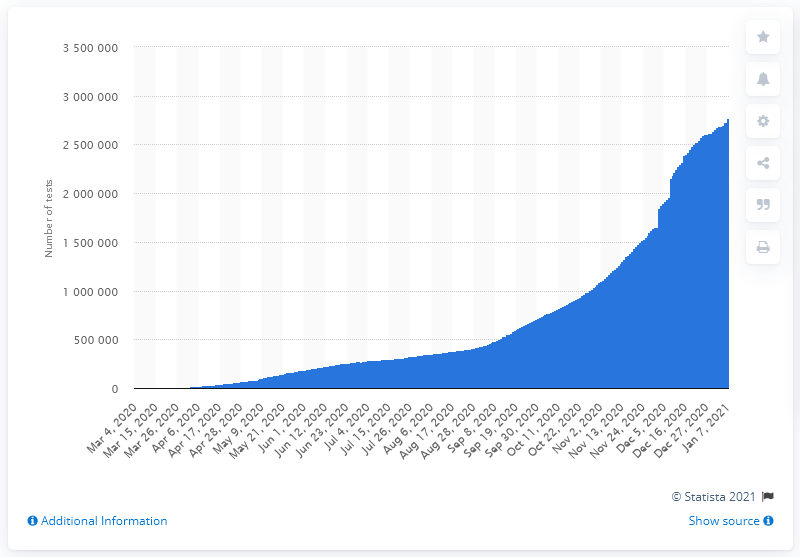 3 500 000
3 000 000
2 500 000
2 000 000
1 500 000
1 000 000
500 000
0
Number of tests
Mar 4, 2020
Mar 15, 2020
Mar 26, 2020
Apr 6, 2020
Apr 17, 2020
Apr 28, 2020
May 9, 2020
May 21, 2020
Jun 1, 2020
Jun 12, 2020
Jun 23, 2020
Jul 4, 2020
Jul 15, 2020
Jul 26, 2020
Aug 6, 2020
Aug 17, 2020
Aug 28, 2020
Sep 8, 2020
Sep 19, 2020
Sep 30, 2020
Oct 11, 2020
Oct 22, 2020
Nov 2, 2020
Nov 13, 2020
Nov 24, 2020
Dec 5, 2020
Dec 16, 2020
Dec 27, 2020
Jan 7, 2021
© Statista 2021
Additional Information
Show source